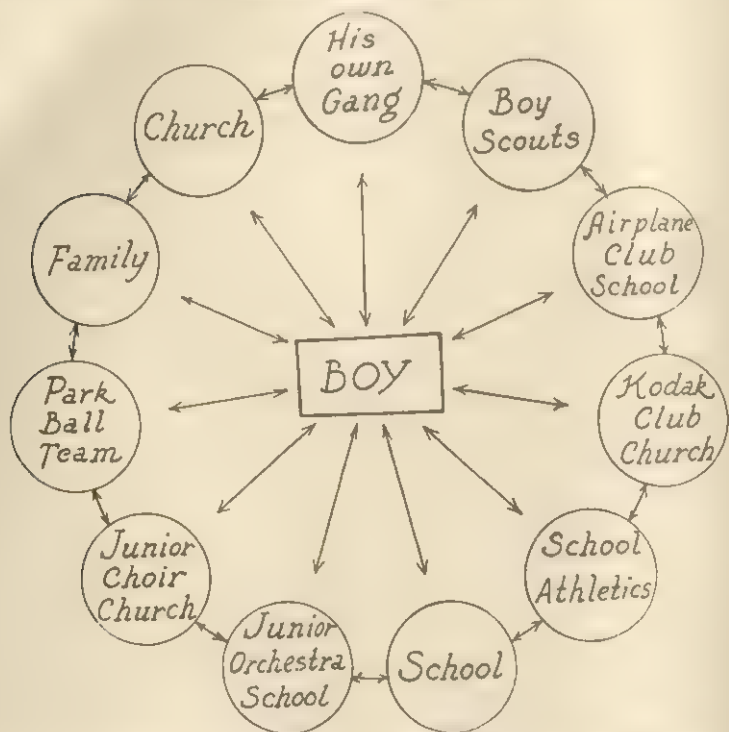 His
own
Gang
Boy
Scouts
Airplane
Club
School
Kodak
Club
Church
School
Athletics
School
Junior
Orchestra
School
Junior
Choir
Church
Park
Ball
Team
Family
Church
BOY